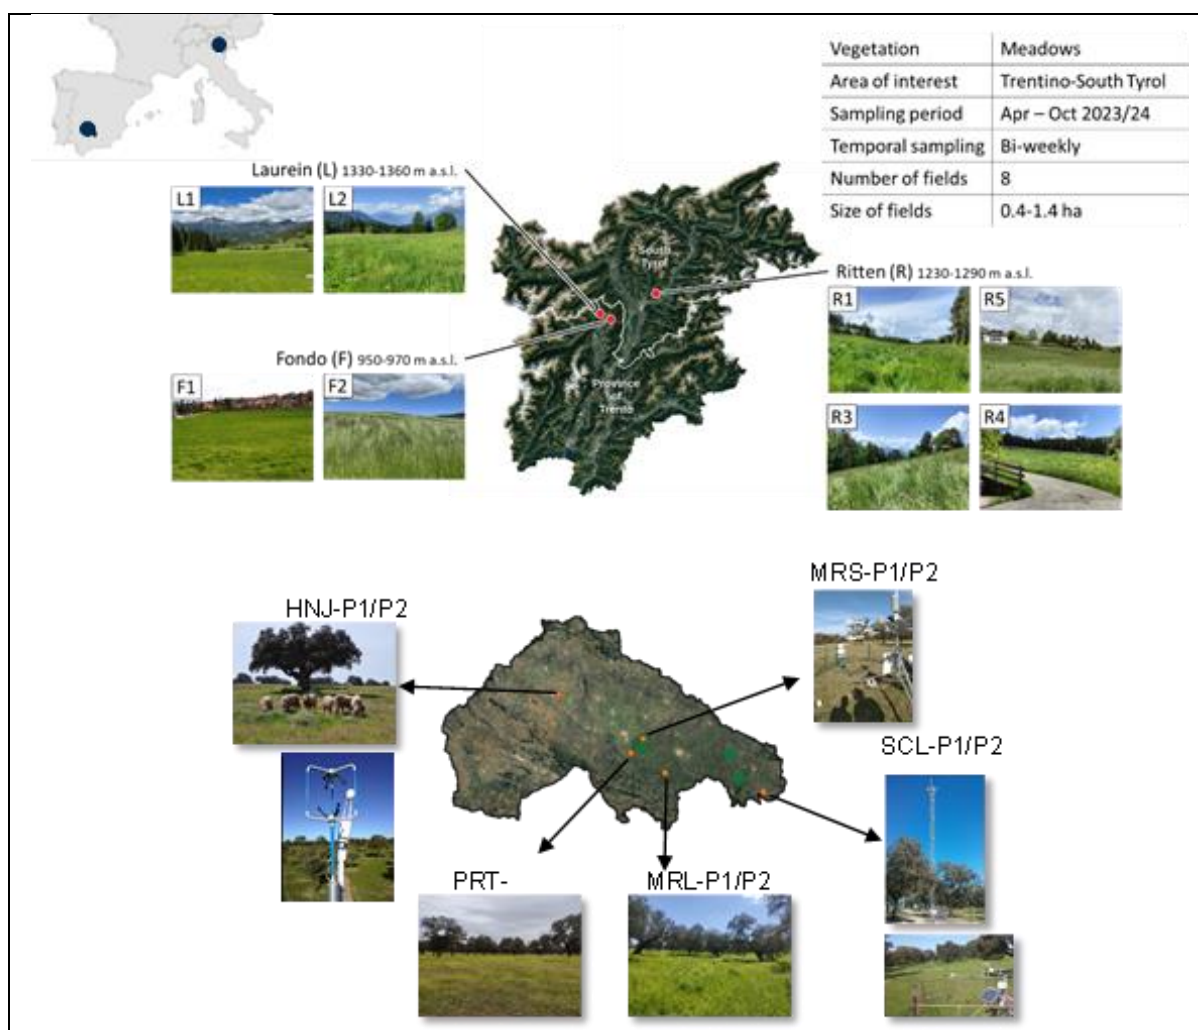 Vegetation Meadows
Area of interest Trentino-South Tyrol
Sampling period Apr – Oct 2023/24
Temporal sampling Bi-weekly
Number of fields 8
Size of fields 0.4-1.4 ha
Laurein (L) 1330-1360 m a.s.l.
L1
L2
South
Tyrol
Ritten (R) 1230-1290 m a.s.l.
R1
R5
Fondo (F) 950-970 m a.s.l.
F1
F2
Province
of
Trento
R3
R4
MRS-P1/P2
HNJ-P1/P2
SCL-P1/P2
PRT-
MRL-P1/P2